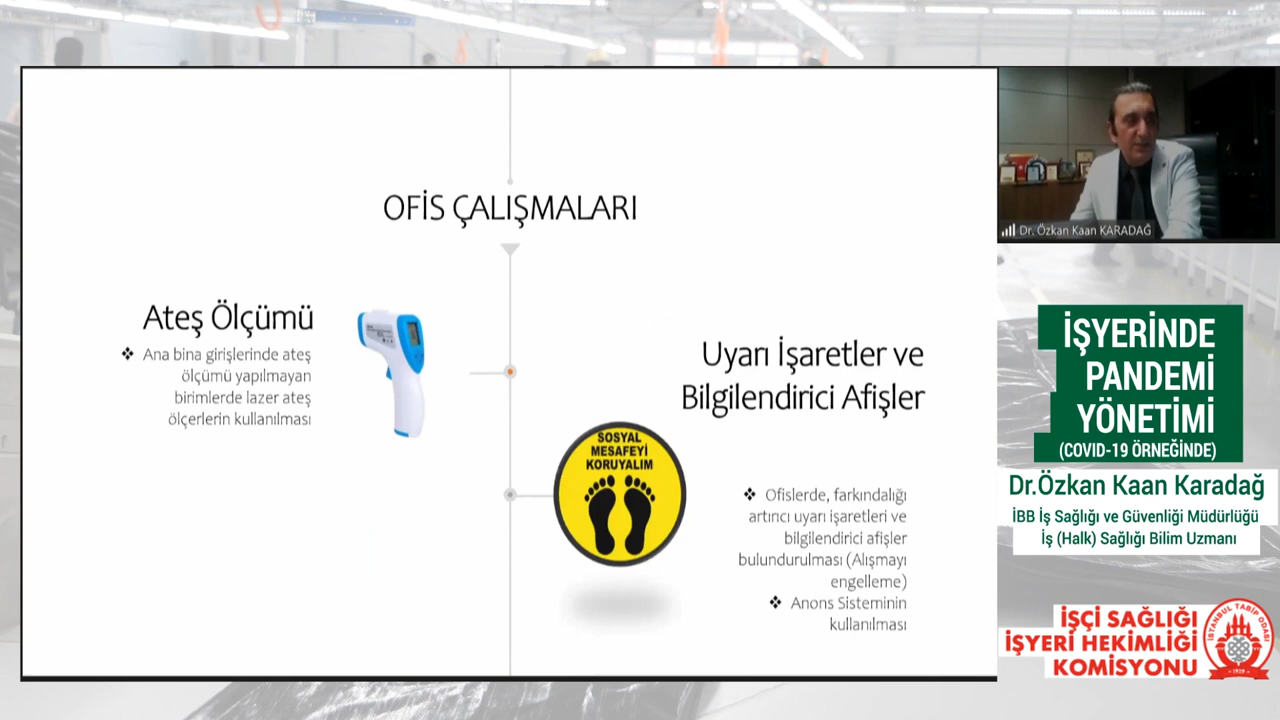 OFİS ÇALIŞMALARI
Ateş Ölçümü
❖ Ana bina girişlerinde ateş
ölçümü yapılmayan
birimlerde lazer ateş
ölçerlerin kullanılması
Uyarı İşaretler ve
Bilgilendirici Afişler
SOSYAL
MESAFEYİ
KORUYALIM
❖ Ofislerde, farkındalığı
artırıcı uyarı işaretleri ve
bilgilendirici afişler
bulundurulması (Alışmayı
engelleme)
❖ Anons Sisteminin
kullanılması
Dr. Özkan Kaan KARADAĞ
İŞYERİNDE
PANDEMİ
YÖNETİMİ
(COVID-19 ÖRNEĞİNDE)
Dr.Özkan Kaan Karadağ
İBB İş Sağlığı ve Güvenliği Müdürlüğü
İş (Halk) Sağlığı Bilim Uzmanı
İŞÇİ SAĞLIĞI
İŞYERİ HEKİMLİĞİ
KOMİSYONU
İSTANBUL TABİP ODASI
1929